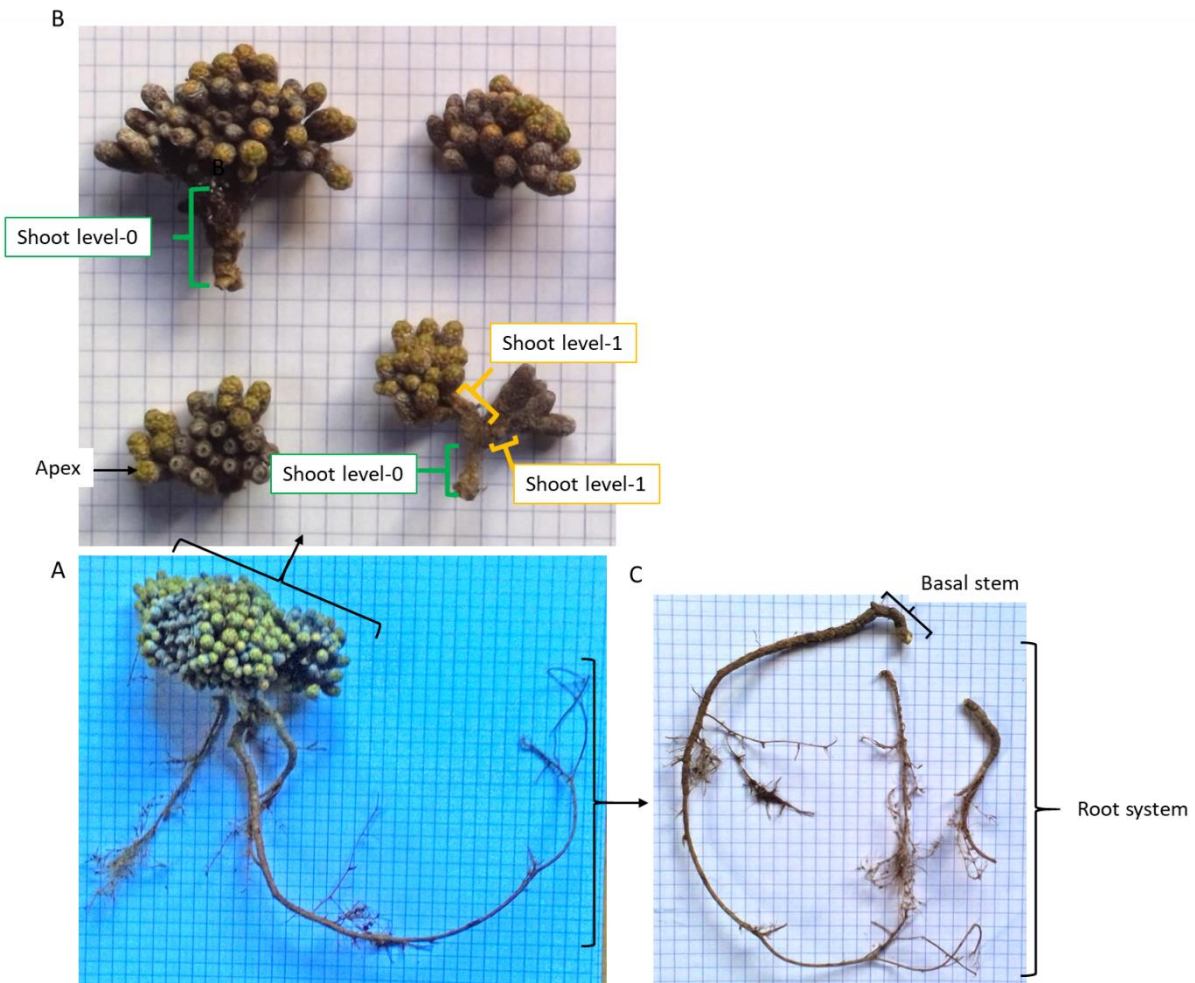 B
B
Shoot level-0
Shoot level-1
Apex
Shoot level-0
Shoot level-1
A
C
Basal stem
Root system